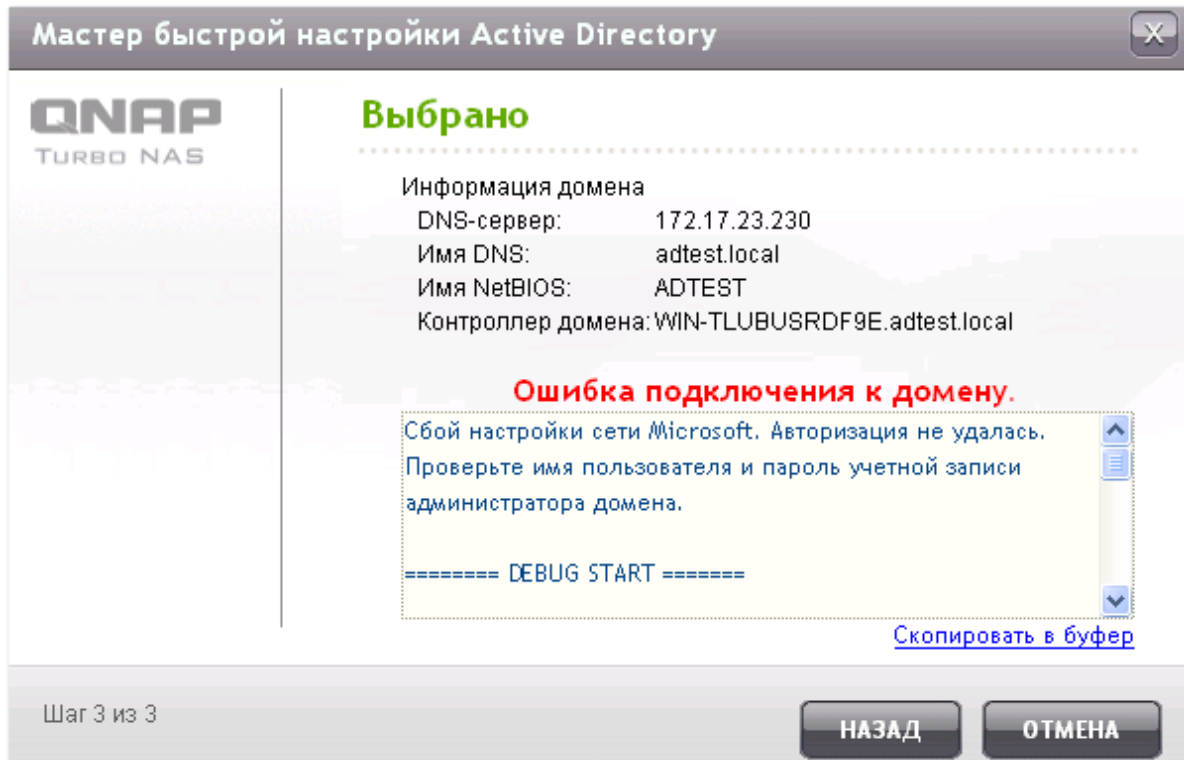 Мастер быстрой настройки Active Directory
X
QNAP
TURBO NAS
Выбрано
Информация домена
DNS-сервер: 172.17.23.230
Имя DNS: adtest.local
Имя NetBIOS: ADTEST
Контроллер домена: WIN-TLUBUSRDF9E.adtest.local
Ошибка подключения к домену.
Сбой настройки сети Microsoft. Авторизация не удалась.
Проверьте имя пользователя и пароль учетной записи
администратора домена.
======== DEBUG START =======
Скопировать в буфер
Шаг 3 из 3
НАЗАД
ОТМЕНА